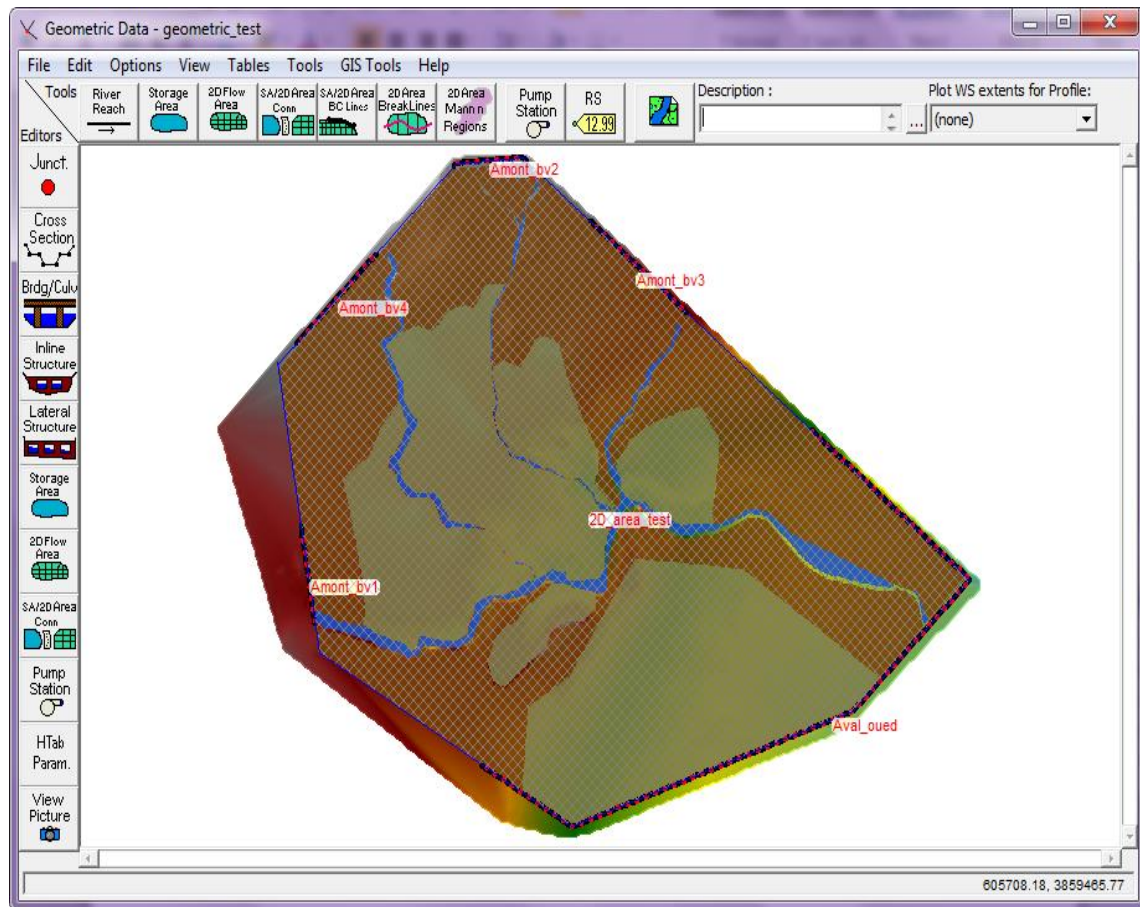 Geometric Data - geometric_test
File Edit Options View Tables Tools GIS Tools Help
Tools
Editors
River
Reach
Storage
Area
2D Flow
Area
SA/2D Area
Conn
SA/2D Area
BC Lines
2D Area
BreakLines
2D Area
Mann n
Regions
Pump
Station
RS
12.99
Description :
...
Plot WS extents for Profile:
(none)
Junct.
Cross
Section
Brdg/Culv
Inline
Structure
Lateral
Structure
Storage
Area
2D Flow
Area
SA/2D Area
Conn
Pump
Station
HTab
Param.
View
Picture
Amont_bv2
Amont_bv3
Amont_bv4
2D_area_test
Amont_bv1
Aval_oued
605708.18, 3859465.77